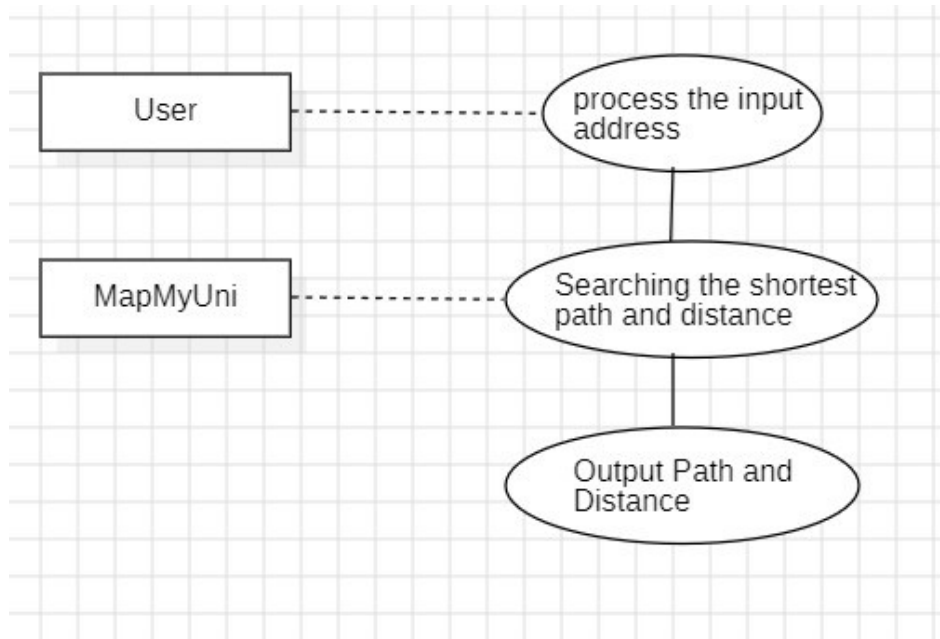 User
process the input
address
MapMyUni
Searching the shortest
path and distance
Output Path and
Distance